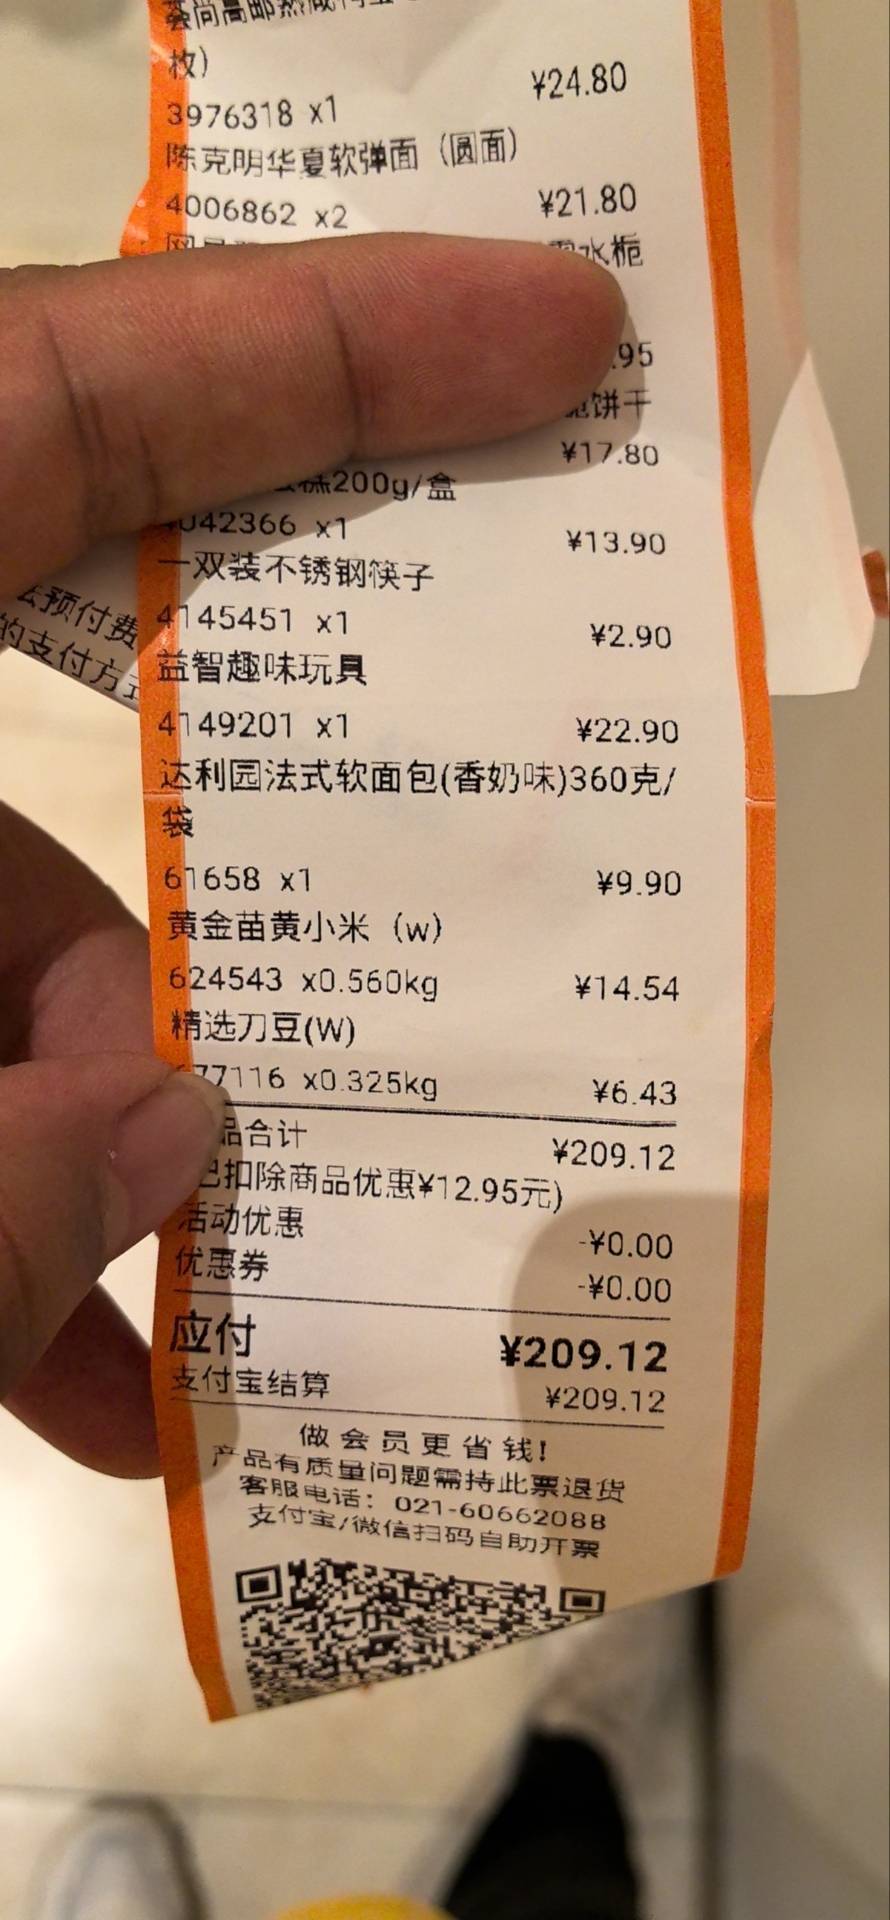 枚)
3976318 x1 ¥24.80
陈克明华夏软弹面（圆面）
4006862 x2 ¥21.80
水栀
.95
饼干
¥17.80
糕200g/盒
4042366 x1 ¥13.90
一双装不锈钢筷子
4145451 x1 ¥2.90
益智趣味玩具
4149201 x1 ¥22.90
达利园法式软面包(香奶味)360克/
袋
61658 x1 ¥9.90
黄金苗黄小米（w）
624543 x0.560kg ¥14.54
精选刀豆(W)
77116 x0.325kg ¥6.43
品合计 ¥209.12
已扣除商品优惠¥12.95元)
活动优惠 -¥0.00
优惠券 -¥0.00
应付 ¥209.12
支付宝结算 ¥209.12
做会员更省钱!
产品有质量问题需持此票退货
客服电话：021-60662088
支付宝/微信扫码自助开票
预付费
的支付方式